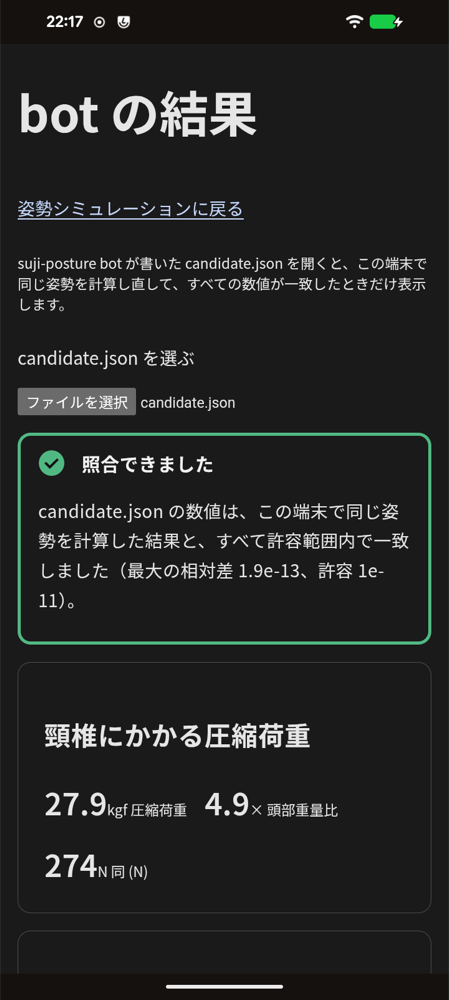 22:17
bot の結果
姿勢シミュレーションに戻る
suji-posture bot が書いた candidate.json を開くと、この端末で
同じ姿勢を計算し直して、すべての数値が一致したときだけ表示
します。
candidate.json を選ぶ
ファイルを選択 candidate.json
照合できました
candidate.json の数値は、この端末で同じ姿
勢を計算した結果と、すべて許容範囲内で一致
しました（最大の相対差 1.9e-13、許容 1e-
11）。
頸椎にかかる圧縮荷重
27.9kgf 圧縮荷重 4.9× 頭部重量比
274N 同 (N)